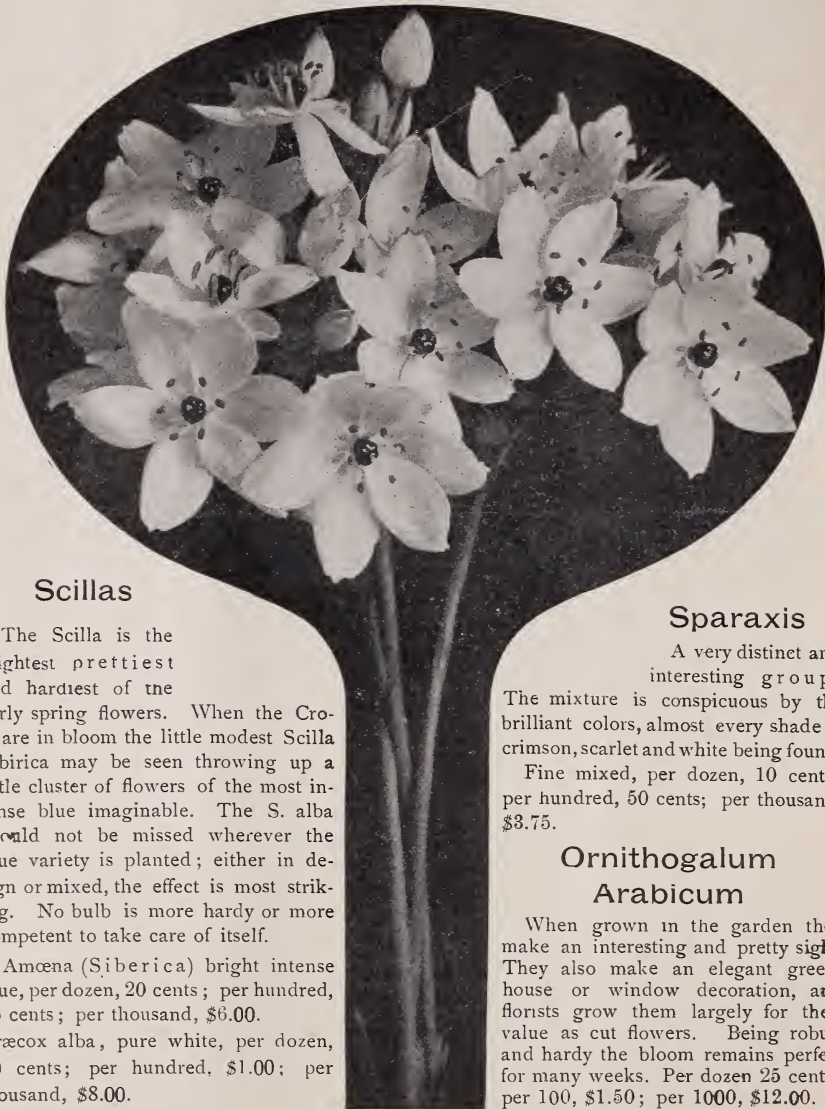 Scillas
The Scilla is the
ightest prettiest
d hardiest of the
rly spring flowers. When the Cro-
are in bloom the little modest Scilla
birica may be seen throwing up a
tle cluster of flowers of the most in-
nse blue imaginable. The S. alba
ould not be missed wherever the
ue variety is planted; either in de-
gn or mixed, the effect is most strik-
g. No bulb is more hardy or more
mpetent to take care of itself.
Amœna (Siberica) bright intense
ue, per dozen, 20 cents; per hundred,
cents; per thousand, $6.00.
ræcox alba, pure white, per dozen,
cents; per hundred, $1.00; per
ousand, $8.00.
Sparaxis
A very distinct an
interesting group
The mixture is conspicuous by th
brilliant colors, almost every shade
crimson, scarlet and white being foun
Fine mixed, per dozen, 10 cent
per hundred, 50 cents; per thousan
$3.75.
Ornithogalum
Arabicum
When grown in the garden th
make an interesting and pretty sigh
They also make an elegant gree
house or window decoration, an
florists grow them largely for the
value as cut flowers. Being robu
and hardy the bloom remains perfe
for many weeks. Per dozen 25 cent
per 100, $1.50; per 1000, $12.00.